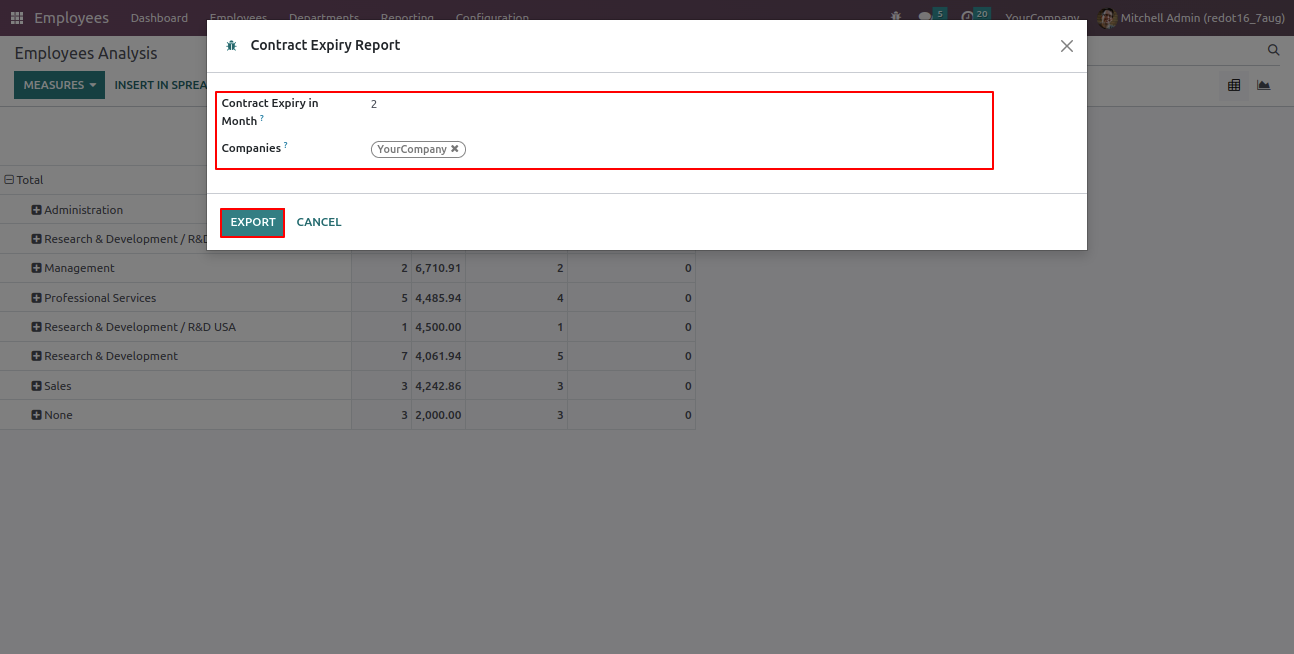 Employees Dashboard Employees Departments Reporting Configuration 5 20 YourCompany Mitchell Admin (redot16_7aug)
Employees Analysis
Contract Expiry Report
MEASURES INSERT IN SPREA
Contract Expiry in 2
Month ?
Companies ? YourCompany
EXPORT CANCEL
Total
Administration
Research & Development / R&D
Management 2 6,710.91 2 0
Professional Services 5 4,485.94 4 0
Research & Development / R&D USA 1 4,500.00 1 0
Research & Development 7 4,061.94 5 0
Sales 3 4,242.86 3 0
None 3 2,000.00 3 0